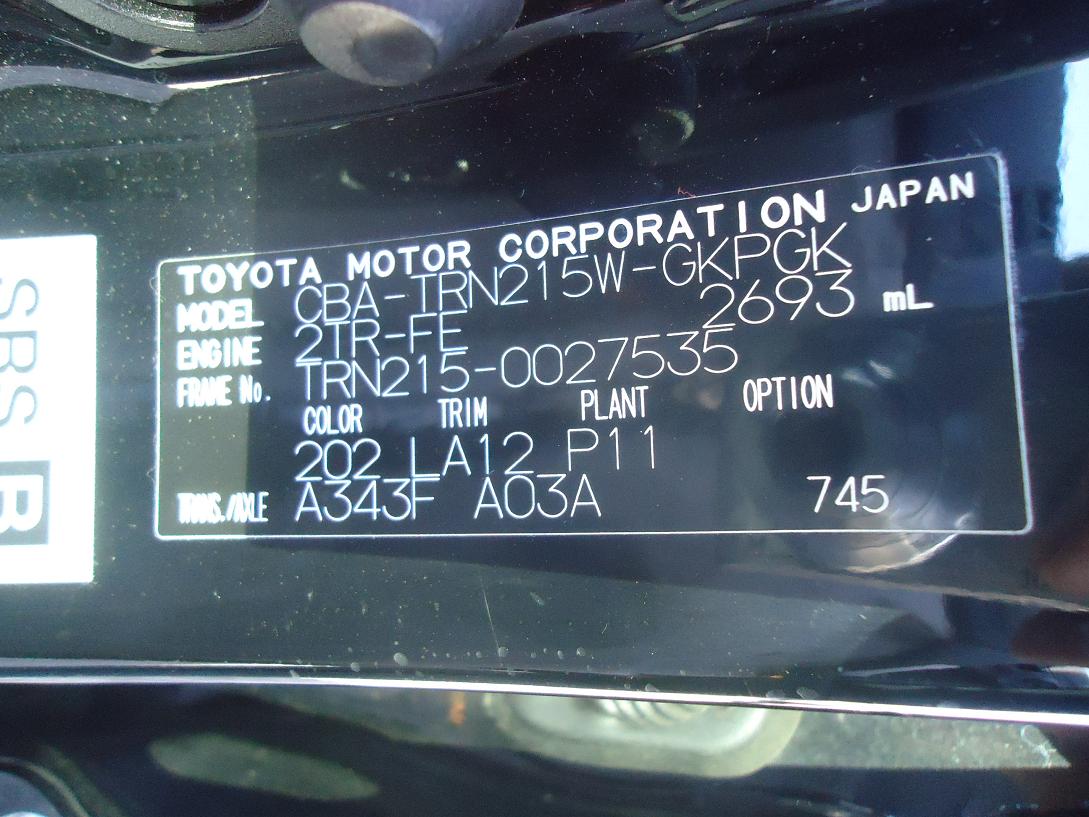 TOYOTA MOTOR CORPORATION JAPAN
MODEL CBA-TRN215W-GKPGK
ENGINE 2TR-FE 2693 mL
FRAME No. TRN215-0027535
COLOR TRIM PLANT OPTION
202 LA12 P11
TRANS./AXLE A343F A03A 745
SRS
R